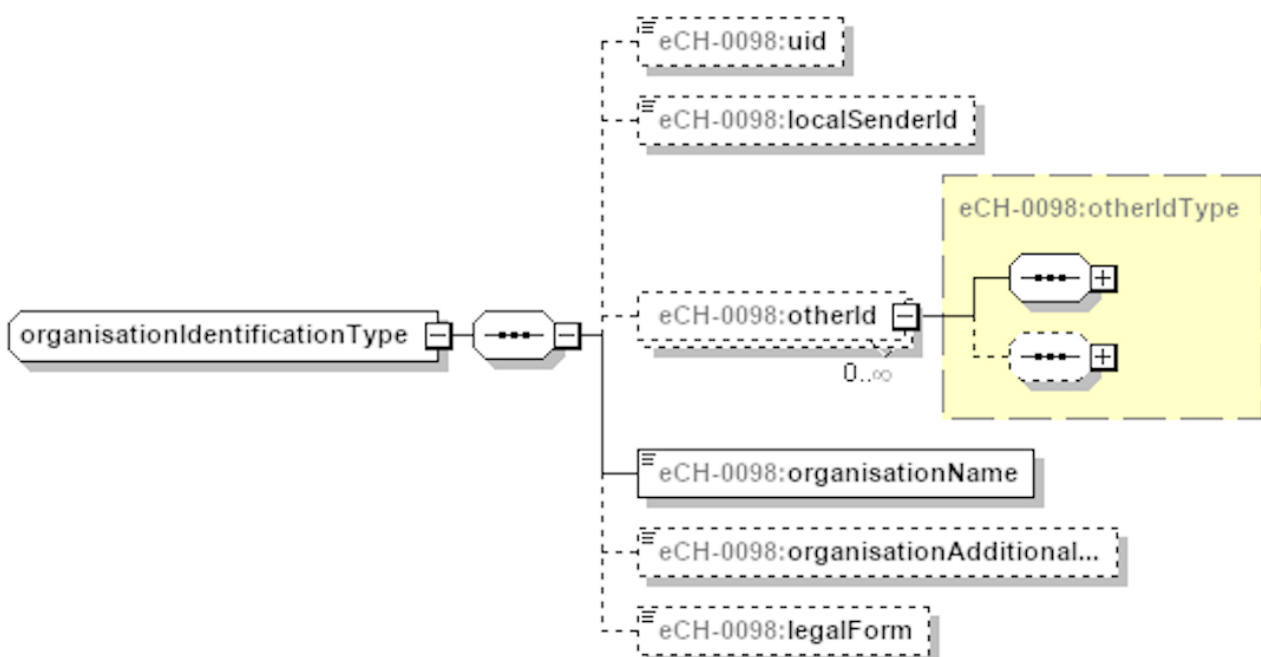 eCH-0098:uid
eCH-0098:localSenderId
eCH-0098:otherIdType
organisationIdentificationType
eCH-0098:otherId
0..∞
eCH-0098:organisationName
eCH-0098:organisationAdditional...
eCH-0098:legalForm